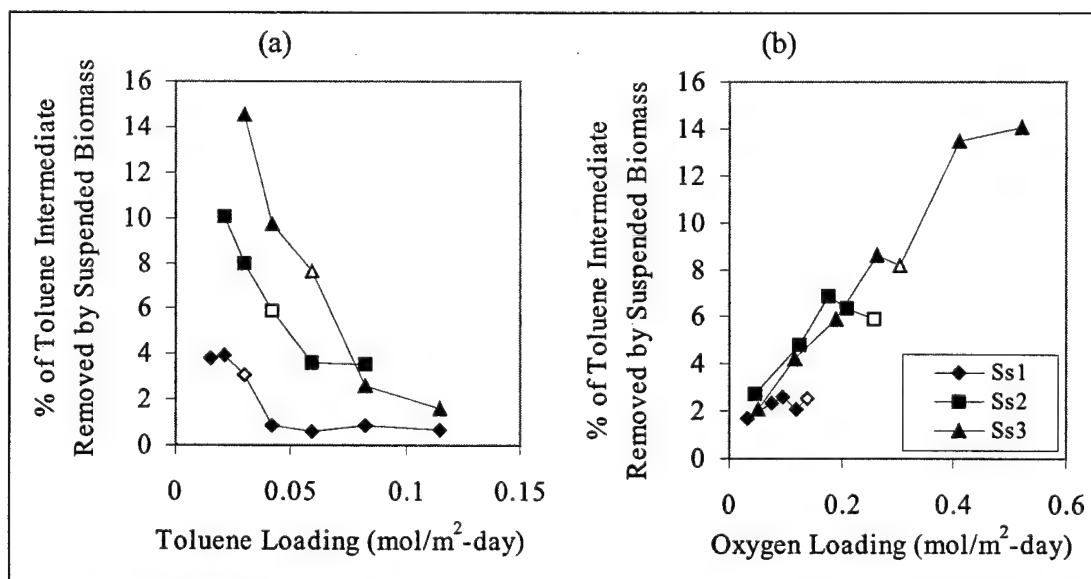 (a)
% of Toluene Intermediate
Removed by Suspended Biomass
16
14
12
10
8
6
4
2
0
0
0.05
0.1
0.15
Toluene Loading (mol/m²-day)
(b)
% of Toluene Intermediate
Removed by Suspended Biomass
16
14
12
10
8
6
4
2
0
0
0.2
0.4
0.6
Oxygen Loading (mol/m²-day)
Ss1
Ss2
Ss3